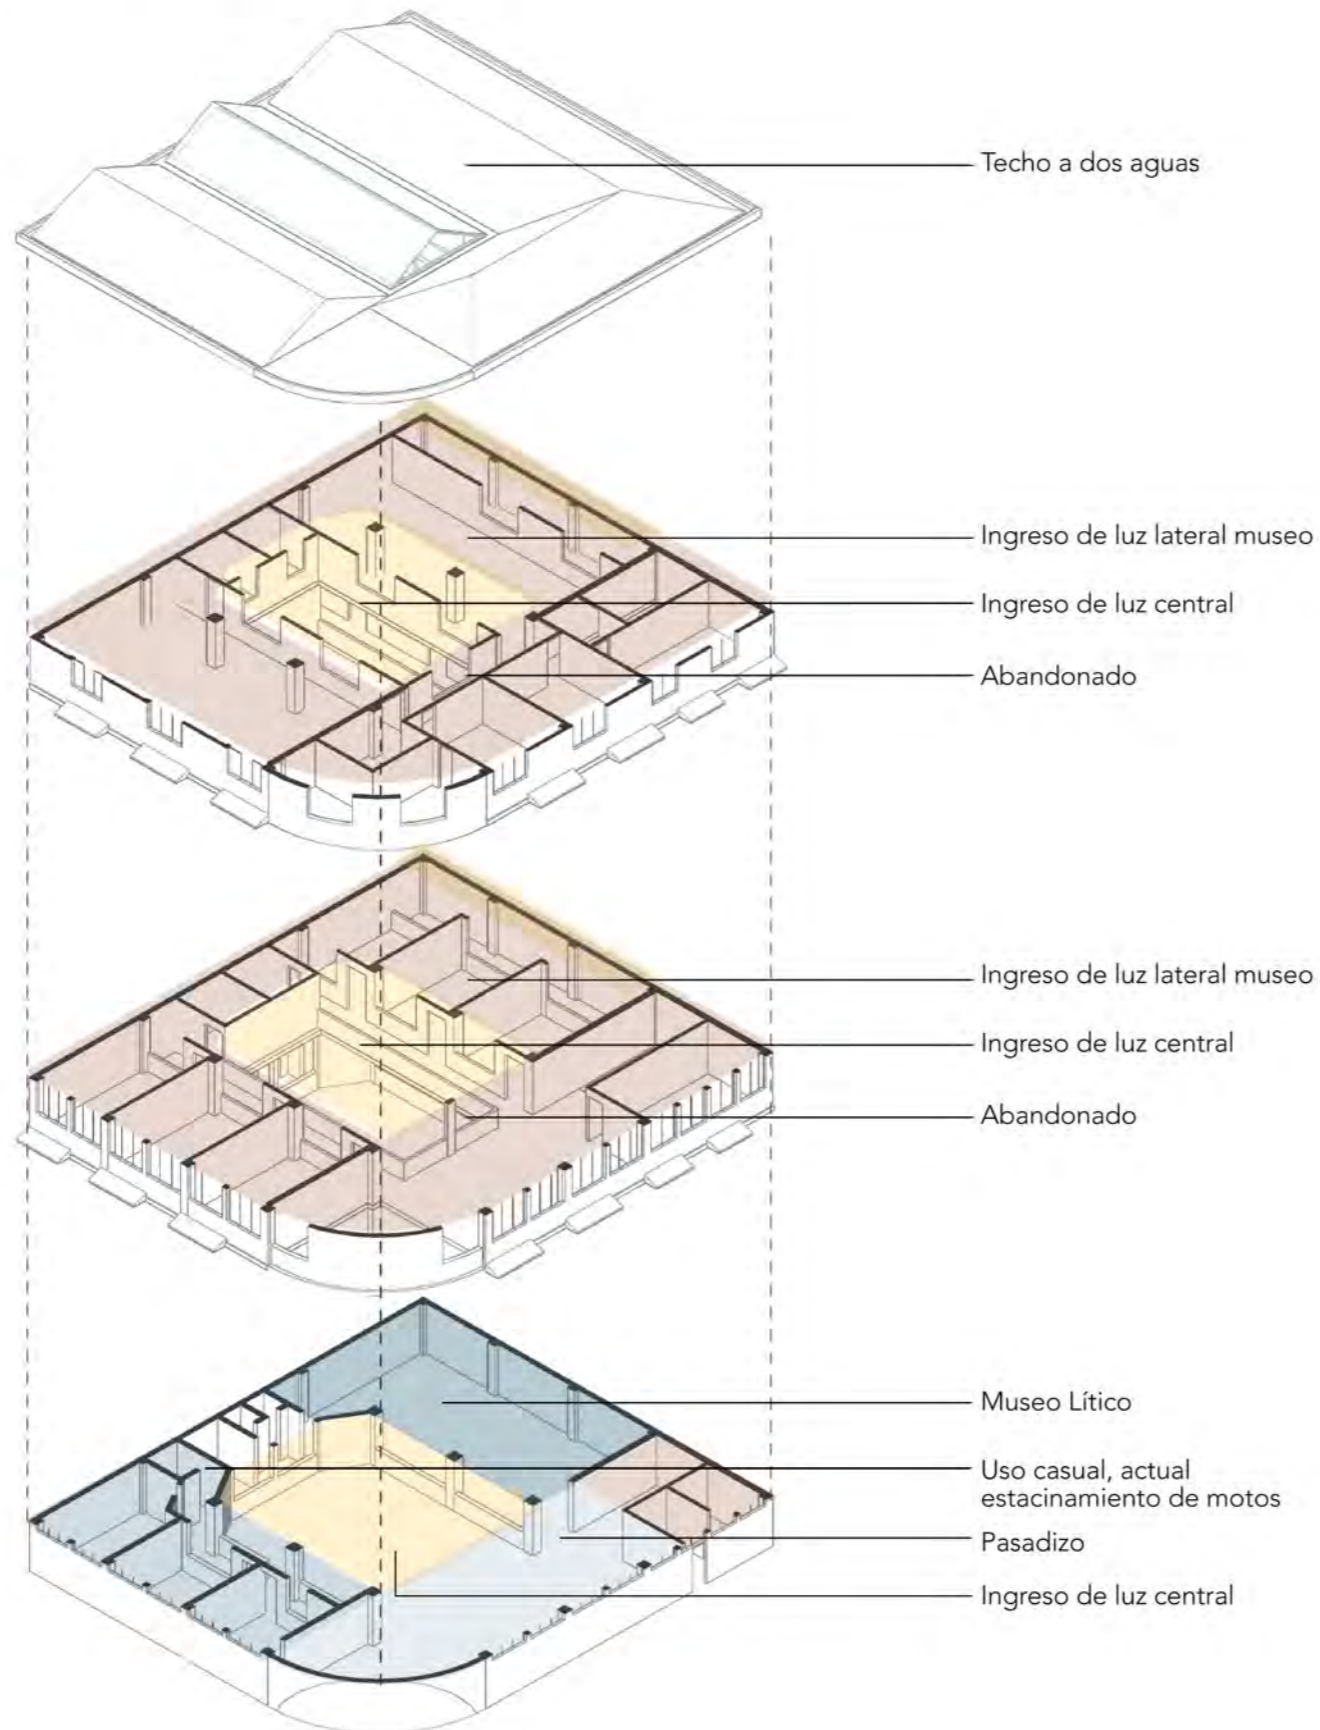 Techo a dos aguas
Ingreso de luz lateral museo
Ingreso de luz central
Abandonado
Ingreso de luz lateral museo
Ingreso de luz central
Abandonado
Museo Lítico
Uso casual, actual
estacinamiento de motos
Pasadizo
Ingreso de luz central